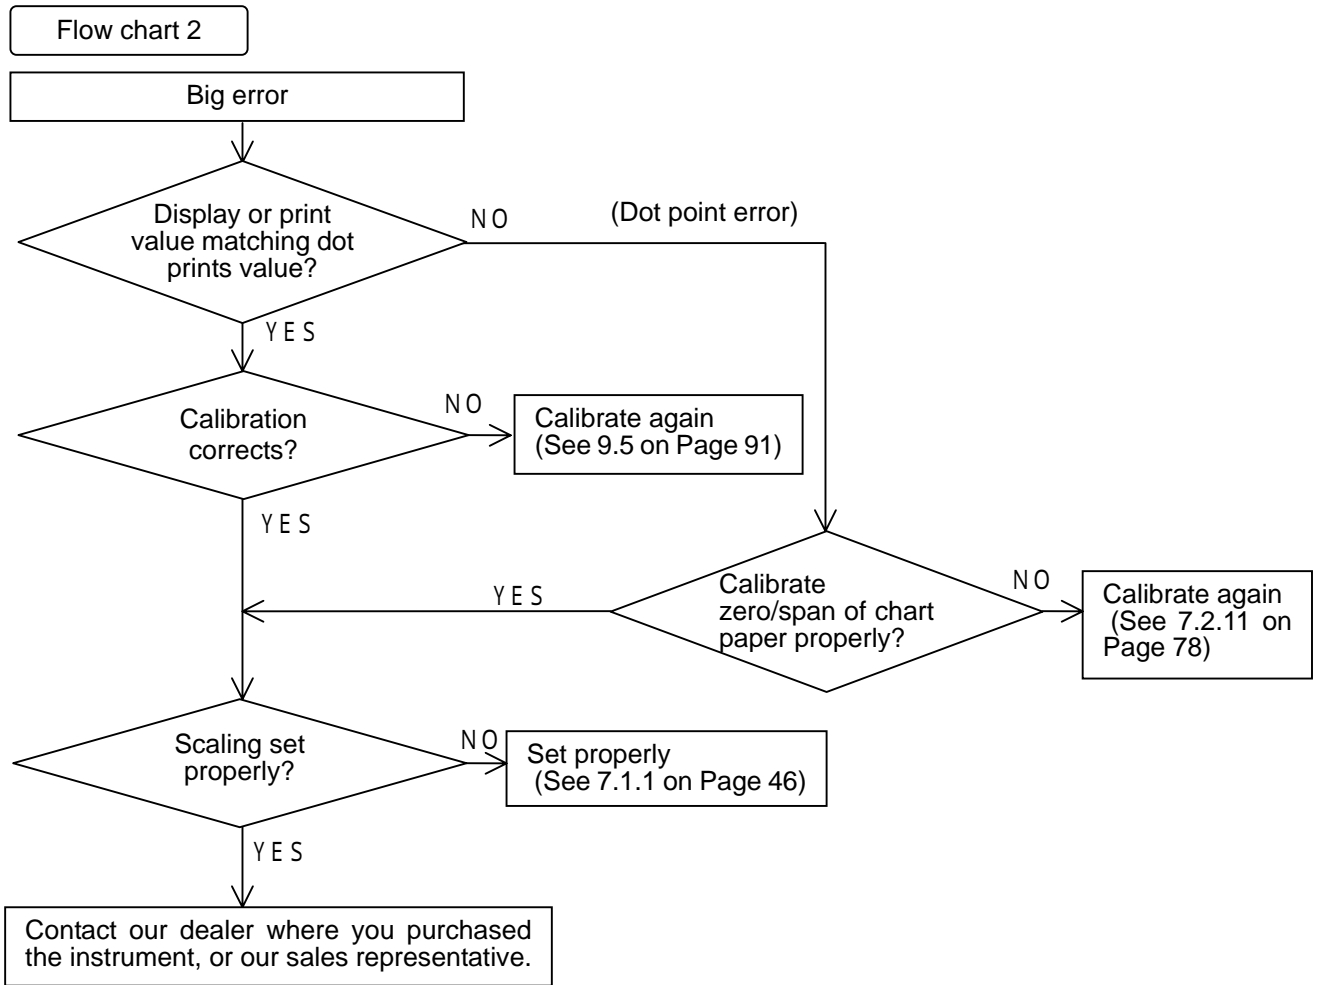 Flow chart 2
Big error
Display or print
value matching dot
prints value?
NO
(Dot point error)
YES
Calibration
corrects?
NO
Calibrate again
(See 9.5 on Page 91)
YES
Calibrate
zero/span of chart
paper properly?
YES
NO
Calibrate again
(See 7.2.11 on
Page 78)
Scaling set
properly?
NO
Set properly
(See 7.1.1 on Page 46)
YES
Contact our dealer where you purchased
the instrument, or our sales representative.